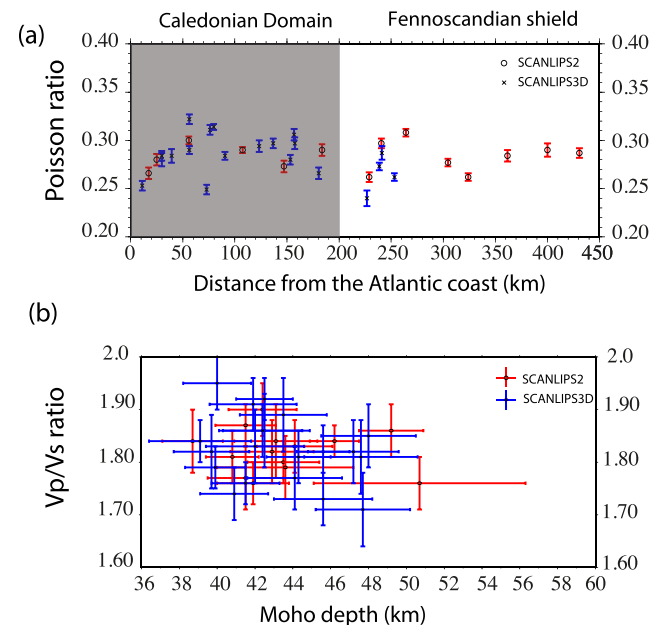 Caledonian Domain Fennoscandian shield
(a)
0.40 0.40
SCANLIPS2
SCANLIPS3D
Poisson ratio
0.30 0.30
0.25 0.25
0.20 0.20
0 50 100 150 200 250 300 350 400 450
Distance from the Atlantic coast (km)
(b)
2.0 2.0
SCANLIPS2
SCANLIPS3D
Vp/Vs ratio
1.90 1.90
1.80 1.80
1.70 1.70
1.60 1.60
36 38 40 42 44 46 48 50 52 54 56 58 60
Moho depth (km)